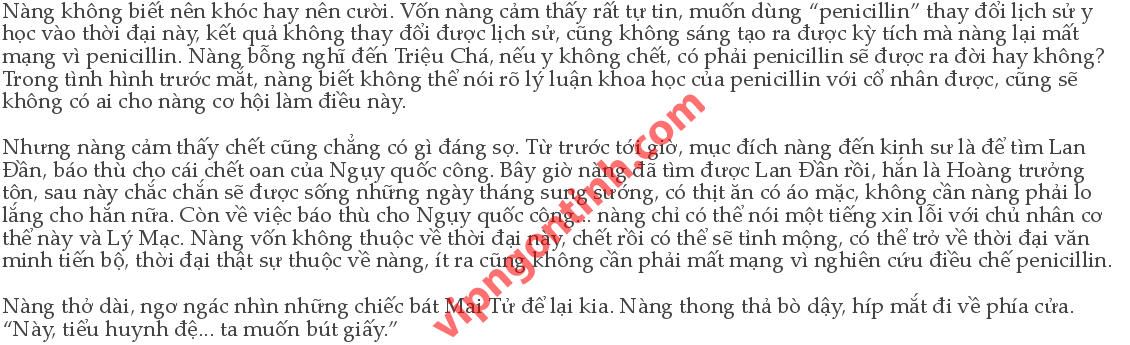 Nàng không biết nên khóc hay nên cười. Vốn nàng cảm thấy rất tự tin, muốn dùng “penicillin” thay đổi lịch sử y
học vào thời đại này, kết quả không thay đổi được lịch sử, cũng không sáng tạo ra được kỳ tích mà nàng lại mất
mạng vì penicillin. Nàng bỗng nghĩ đến Triệu Chá, nếu y không chết, có phải penicillin sẽ được ra đời hay không?
Trong tình hình trước mắt, nàng biết không thể nói rõ lý luận khoa học của penicillin với cổ nhân được, cũng sẽ
không có ai cho nàng cơ hội làm điều này.
Nhưng nàng cảm thấy chết cũng chẳng có gì đáng sợ. Từ trước tới giờ, mục đích nàng đến kinh sư là để tìm Lan
Đần, báo thù cho cái chết oan của Ngụy quốc công. Bây giờ nàng đã tìm được Lan Đần rồi, hắn là Hoàng trưởng
tôn, sau này chắc chắn sẽ được sống những ngày tháng sung sướng, có thịt ăn có áo mặc, không cần nàng phải lo
lắng cho hắn nữa. Còn về việc báo thù cho Ngụy quốc công... nàng chỉ có thể nói một tiếng xin lỗi với chủ nhân cơ
thể này và Lý Mạc. Nàng vốn không thuộc về thời đại này, chết rồi có thể sẽ tỉnh mộng, có thể trở về thời đại văn
minh tiến bộ, thời đại thật sự thuộc về nàng, ít ra cũng không cần phải mất mạng vì nghiên cứu điều chế penicillin.
Nàng thở dài, ngơ ngác nhìn những chiếc bát Mai Tử để lại kia. Nàng thong thả bò dậy, híp mắt đi về phía cửa.
“Này, tiểu huynh đệ... ta muốn bút giấy.”
vipngontinh.com